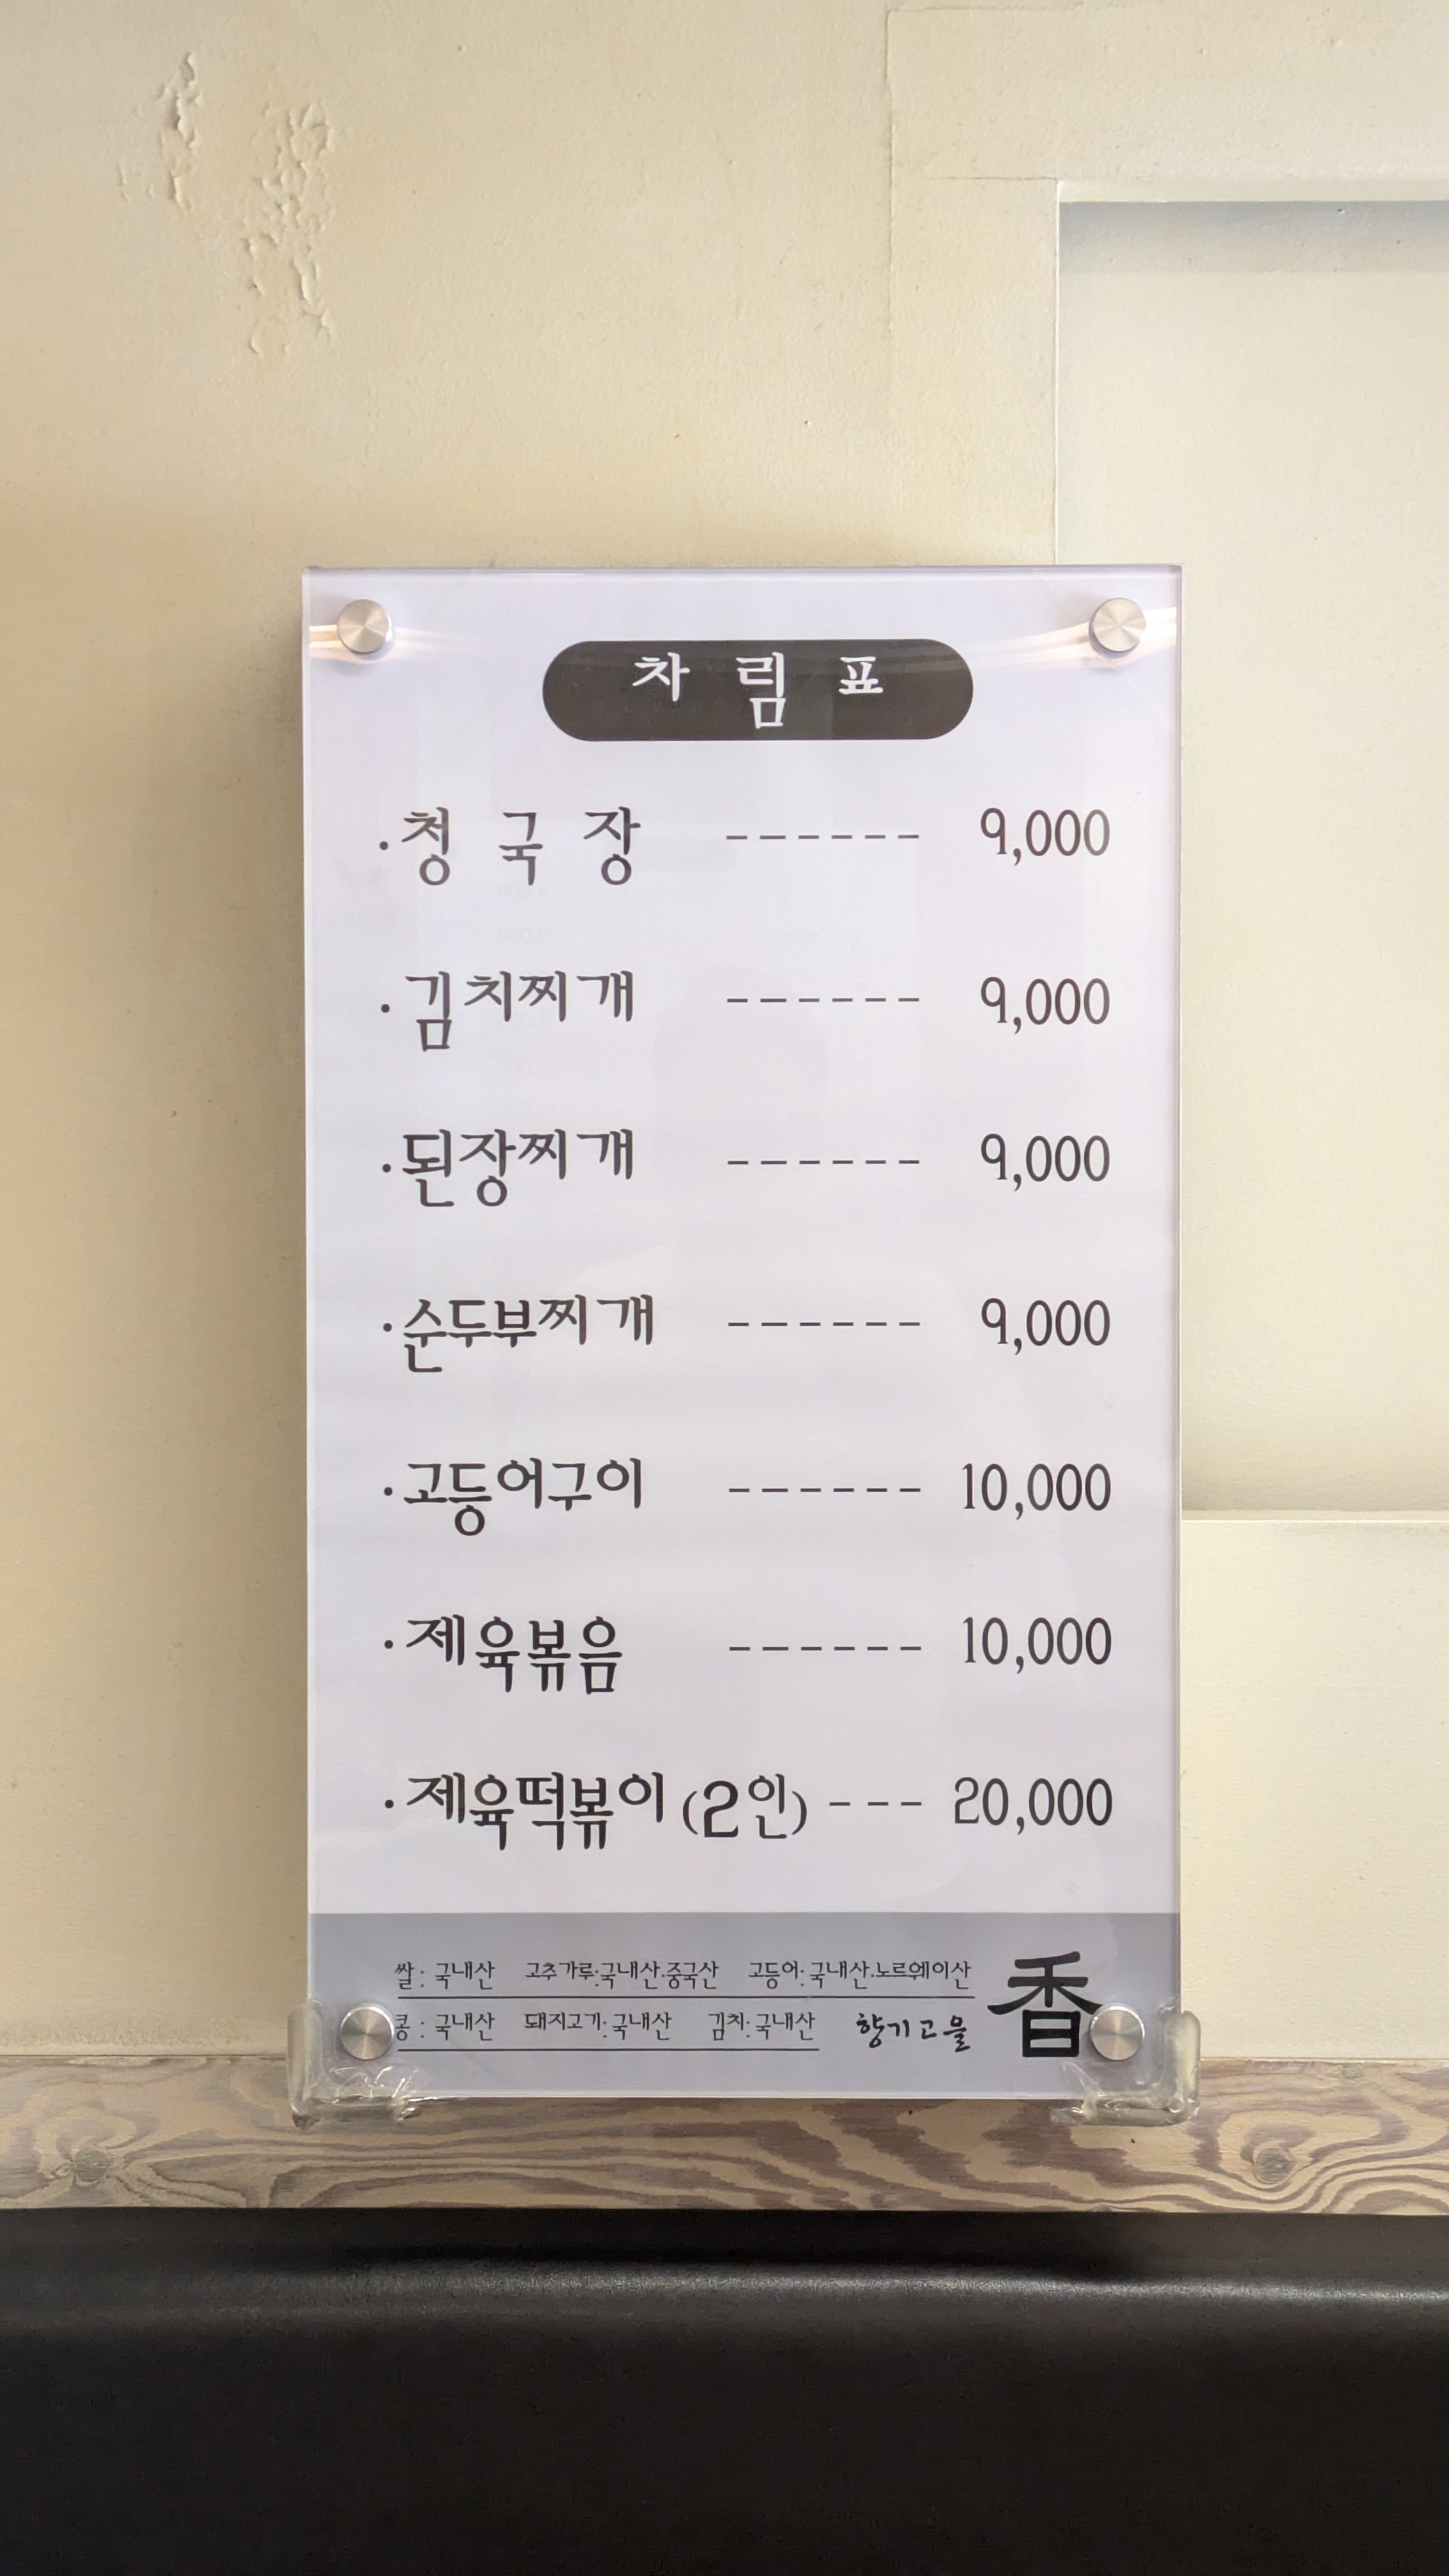 차 림 표
·청 국 장 ------ 9,000
·김치찌개 ------ 9,000
·된장찌개 ------ 9,000
·순두부찌개 ------ 9,000
·고등어구이 ------ 10,000
·제육볶음 ------ 10,000
·제육떡볶이(2인) --- 20,000
쌀: 국내산 고추가루:국내산.중국산 고등어: 국내산.노르웨이산
콩: 국내산 돼지고기: 국내산 김치: 국내산
향기고을 香